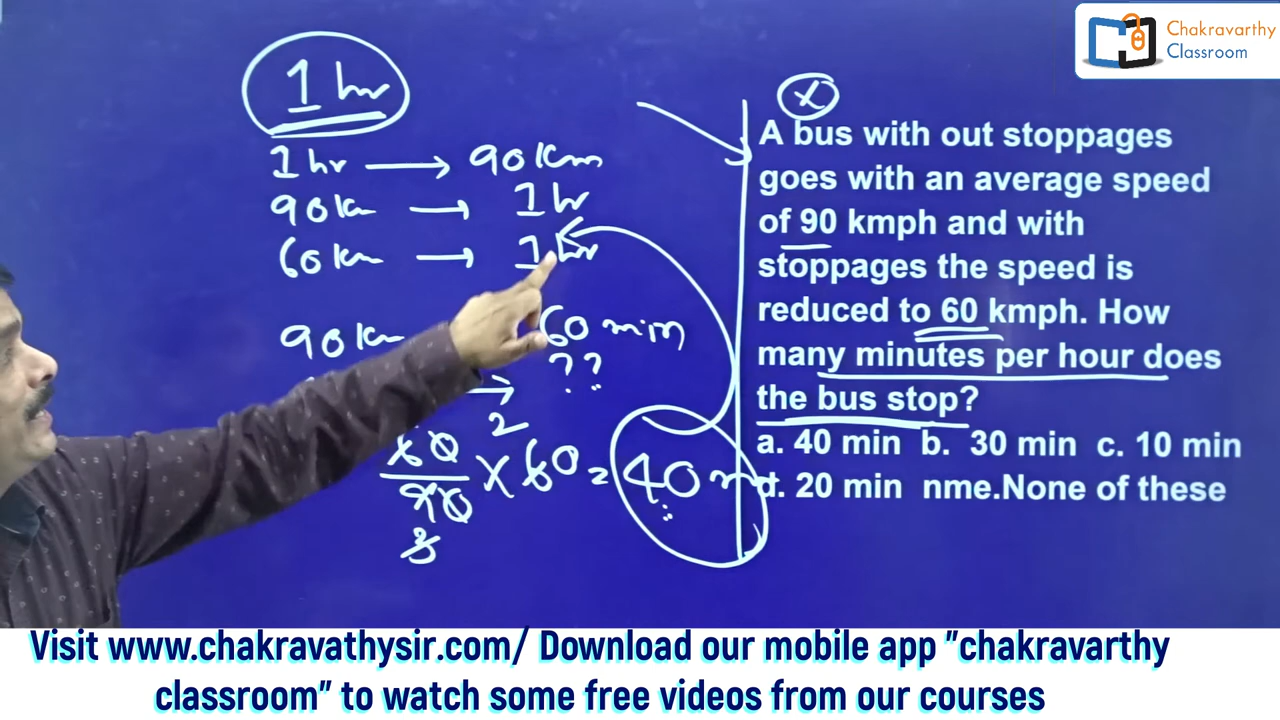 Chakravarthy
Classroom
1 hr
1 hr → 90 km
90 km → 1 hr
60 km → 1 hr
90 km 60 min
→ ??
60/90 × 60 = 40 m
2
3
x
A bus with out stoppages
goes with an average speed
of 90 kmph and with
stoppages the speed is
reduced to 60 kmph. How
many minutes per hour does
the bus stop?
a. 40 min b. 30 min c. 10 min
d. 20 min nme.None of these
Visit www.chakravathysir.com/ Download our mobile app "chakravarthy
classroom" to watch some free videos from our courses